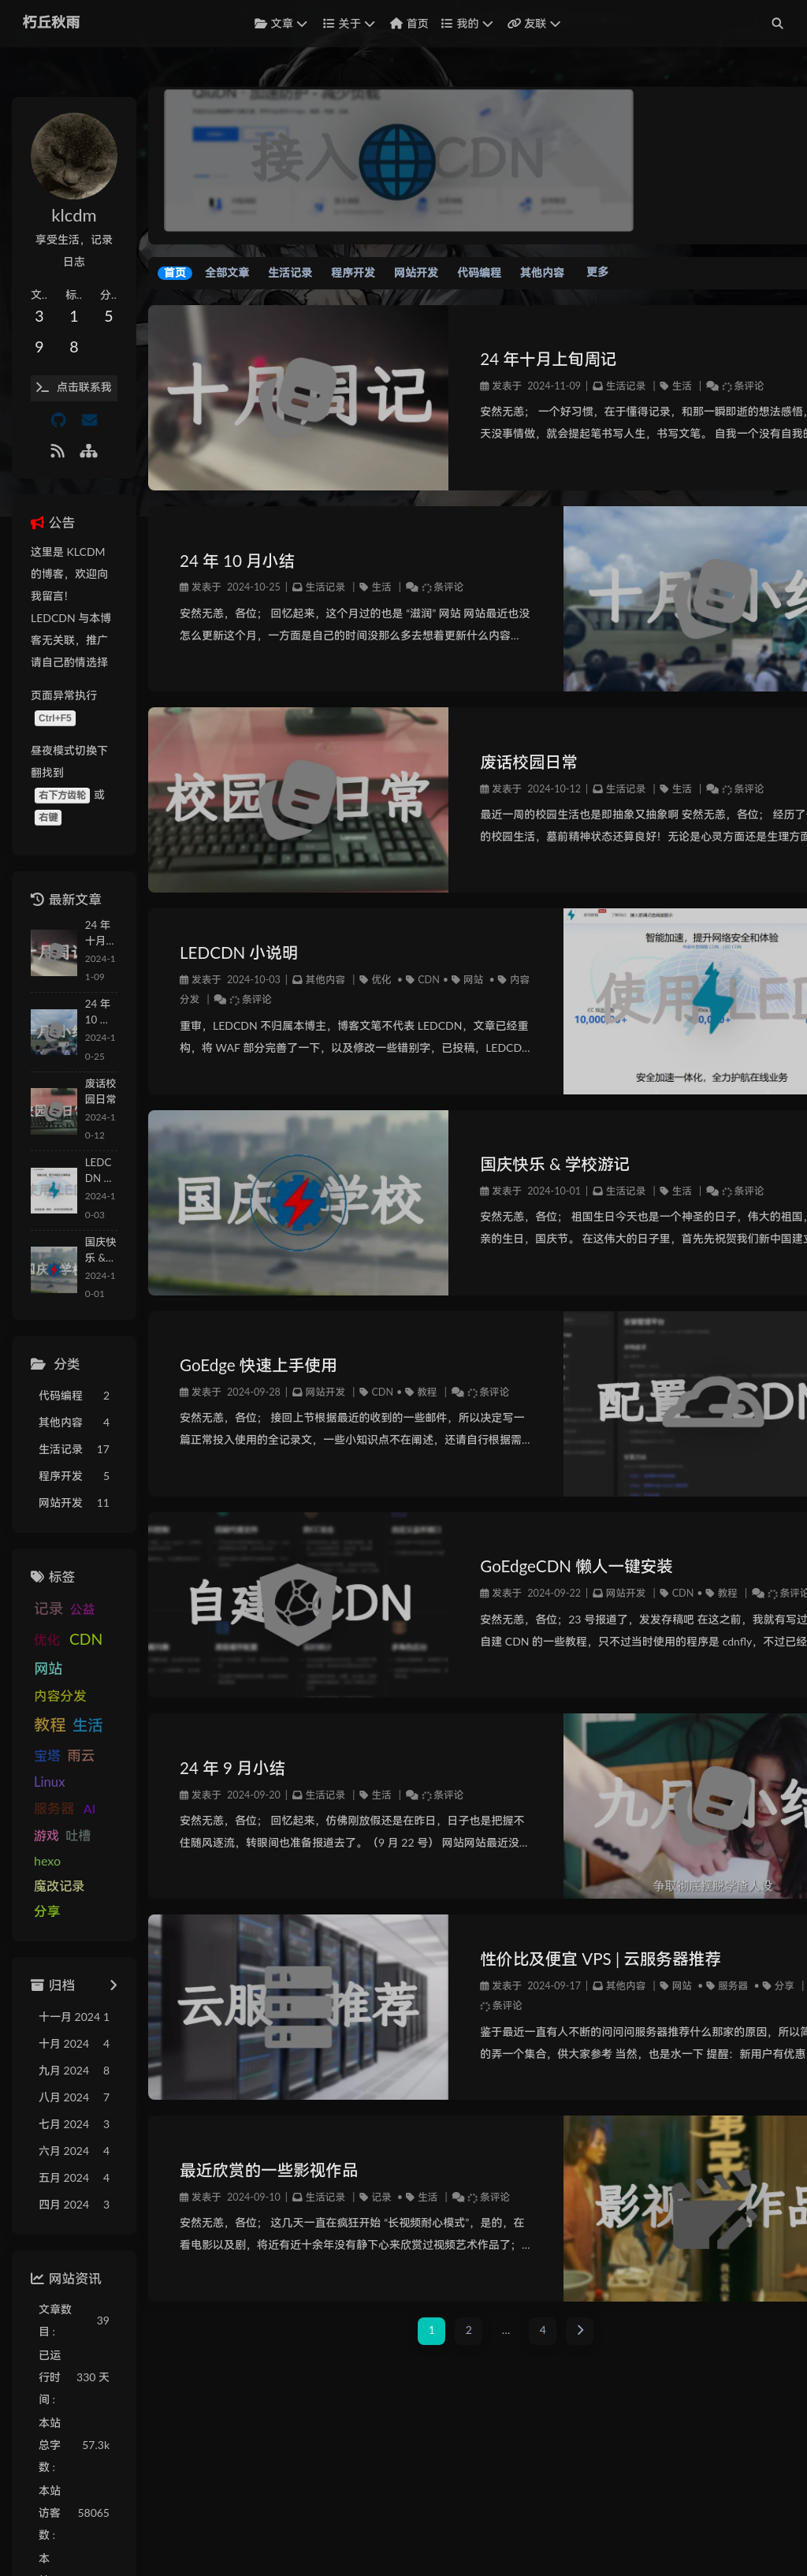 朽丘秋雨
文章
关于
首页
我的
友联
klcdm
享受生活，记录
日志
文..
标..
分..
3
1
5
9
8
点击联系我
公告
这里是 KLCDM
的博客，欢迎向
我留言！
LEDCDN 与本博
客无关联，推广
请自己酌情选择
页面异常执行
Ctrl+F5
昼夜模式切换下
翻找到
右下方齿轮 或
右键
最新文章
24 年
十月...
2024-1
1-09
24 年
10 ...
2024-1
0-25
废话校
园日常
2024-1
0-12
LEDC
DN ...
2024-1
0-03
国庆快
乐 &...
2024-1
0-01
分类
代码编程 2
其他内容 4
生活记录 17
程序开发 5
网站开发 11
标签
记录 公益
优化 CDN
网站
内容分发
教程 生活
宝塔 雨云
Linux
服务器 AI
游戏 吐槽
hexo
魔改记录
分享
归档
十一月 2024 1
十月 2024 4
九月 2024 8
八月 2024 7
七月 2024 3
六月 2024 4
五月 2024 4
四月 2024 3
网站资讯
文章数
目 :
39
已运
行时
间 :
330 天
本站
总字
数 :
57.3k
本站
访客
数 :
58065
本
接入CDN
首页 全部文章 生活记录 程序开发 网站开发 代码编程 其他内容 更多
十月周记
24 年十月上旬周记
发表于 2024-11-09 | 生活记录 | 生活 | 条评论
安然无恙； 一个好习惯，在于懂得记录，和那一瞬即逝的想法感悟，
天没事情做，就会提起笔书写人生，书写文笔。 自我一个没有自我的
24 年 10 月小结
发表于 2024-10-25 | 生活记录 | 生活 | 条评论
安然无恙，各位； 回忆起来，这个月过的也是 “滋润” 网站 网站最近也没
怎么更新这个月，一方面是自己的时间没那么多去想着更新什么内容...
十月小结
校园日常
废话校园日常
发表于 2024-10-12 | 生活记录 | 生活 | 条评论
最近一周的校园生活也是即抽象又抽象啊 安然无恙，各位； 经历了
的校园生活，墓前精神状态还算良好！无论是心灵方面还是生理方面
LEDCDN 小说明
发表于 2024-10-03 | 其他内容 | 优化 • CDN • 网站 • 内容
分发 | 条评论
重审，LEDCDN 不归属本博主，博客文笔不代表 LEDCDN，文章已经重
构，将 WAF 部分完善了一下，以及修改一些错别字，已投稿，LEDCD...
智能加速，提升网络安全和体验
使用LED
安全加速一体化，全力护航在线业务
国庆 学校
国庆快乐 & 学校游记
发表于 2024-10-01 | 生活记录 | 生活 | 条评论
安然无恙，各位； 祖国生日今天也是一个神圣的日子，伟大的祖国，
亲的生日，国庆节。 在这伟大的日子里，首先先祝贺我们新中国建立
GoEdge 快速上手使用
发表于 2024-09-28 | 网站开发 | CDN • 教程 | 条评论
安然无恙，各位； 接回上节根据最近的收到的一些邮件，所以决定写一
篇正常投入使用的全记录文，一些小知识点不在阐述，还请自行根据需...
配置CDN
自建CDN
GoEdgeCDN 懒人一键安装
发表于 2024-09-22 | 网站开发 | CDN • 教程 | 条评论
安然无恙，各位；23 号报道了，发发存稿吧 在这之前，我就有写过
自建 CDN 的一些教程，只不过当时使用的程序是 cdnfly，不过已经
24 年 9 月小结
发表于 2024-09-20 | 生活记录 | 生活 | 条评论
安然无恙，各位； 回忆起来，仿佛刚放假还是在昨日，日子也是把握不
住随风逐流，转眼间也准备报道去了。（9 月 22 号） 网站网站最近没...
九月小结
争取彻底摆脱学渣人设
云服 推荐
性价比及便宜 VPS | 云服务器推荐
发表于 2024-09-17 | 其他内容 | 网站 • 服务器 • 分享 |
条评论
鉴于最近一直有人不断的问问问服务器推荐什么那家的原因，所以简
的弄一个集合，供大家参考 当然，也是水一下 提醒：新用户有优惠
最近欣赏的一些影视作品
发表于 2024-09-10 | 生活记录 | 记录 • 生活 | 条评论
安然无恙，各位； 这几天一直在疯狂开始 “长视频耐心模式”，是的，在
看电影以及剧，将近有近十余年没有静下心来欣赏过视频艺术作品了；...
影视作品
1 2 ... 4